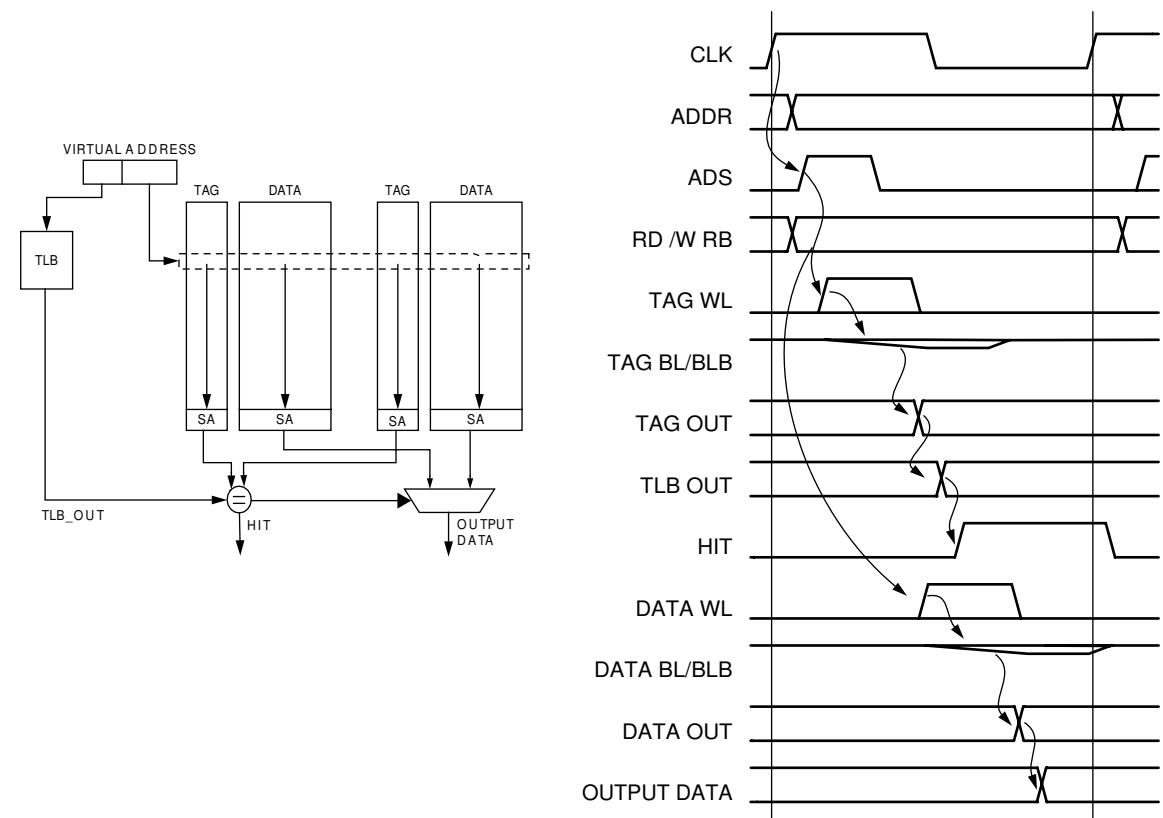 VIRTUAL ADDRESS
TAG DATA TAG DATA
TLB
SA SA SA SA
=
TLB_OUT
HIT
OUTPUT
DATA
CLK
ADDR
ADS
RD /W RB
TAG WL
TAG BL/BLB
TAG OUT
TLB OUT
HIT
DATA WL
DATA BL/BLB
DATA OUT
OUTPUT DATA